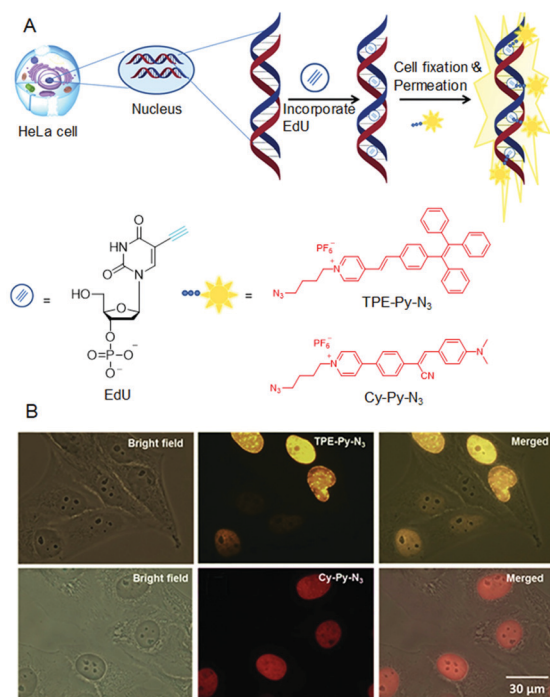 A
HeLa cell
Nucleus
Incorporate
EdU
Cell fixation &
Permeation
=
O
HN
O
N
HO
O
O
O=P-O⁻
O⁻
EdU
=
PF₆⁻
N⁺
N₃
TPE-Py-N₃
PF₆⁻
N⁺
N₃
CN
N
Cy-Py-N₃
B
Bright field
TPE-Py-N₃
Merged
Bright field
Cy-Py-N₃
Merged
30 µm